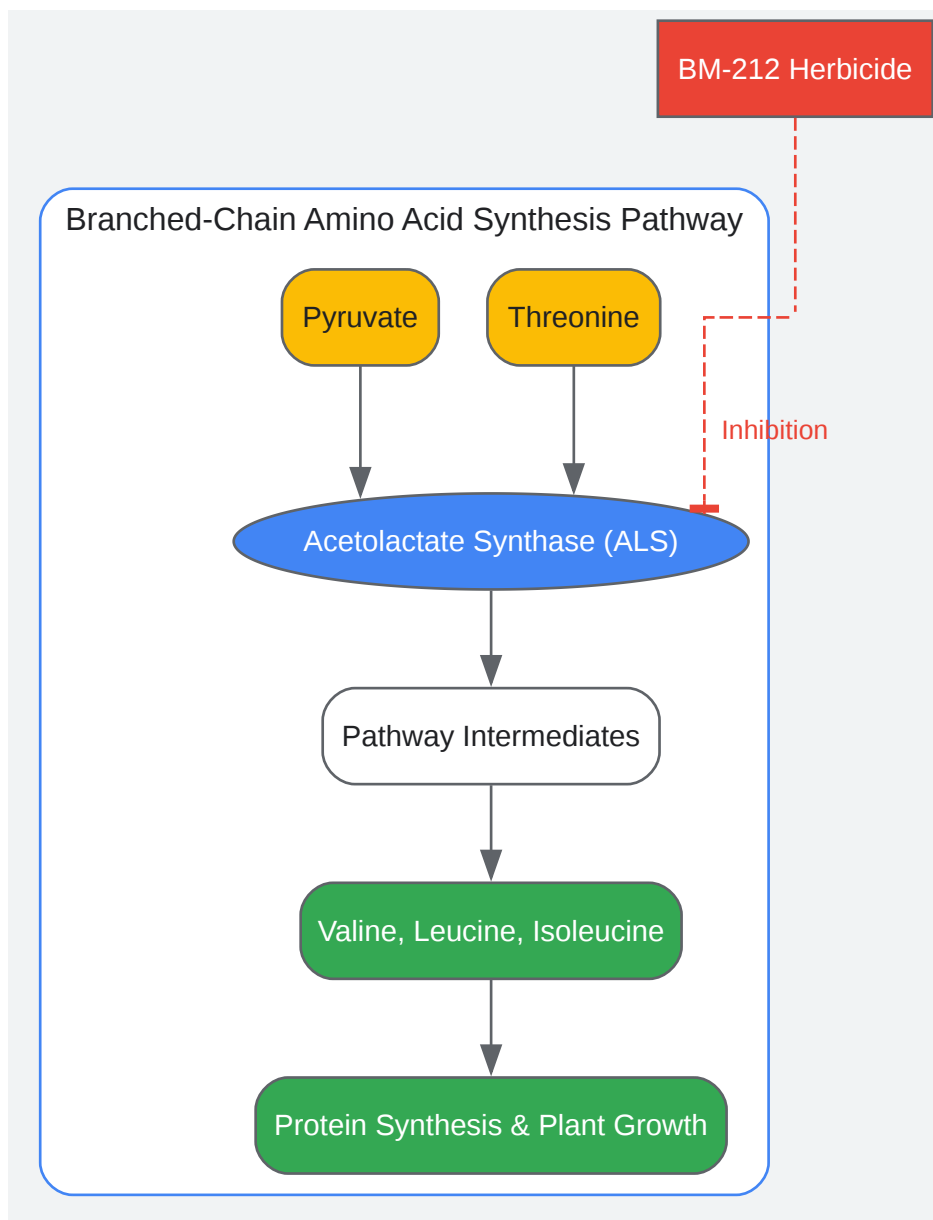 BM-212 Herbicide
Branched-Chain Amino Acid Synthesis Pathway
Pyruvate
Threonine
Inhibition
Acetolactate Synthase (ALS)
Pathway Intermediates
Valine, Leucine, Isoleucine
Protein Synthesis & Plant Growth